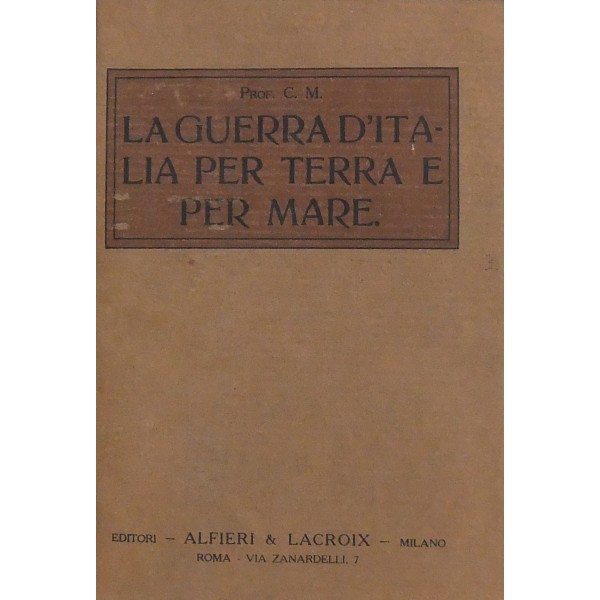 PROF. C. M.
LA GUERRA D'ITA-
LIA PER TERRA E
PER MARE.
EDITORI — ALFIERI & LACROIX — MILANO
ROMA - VIA ZANARDELLI, 7